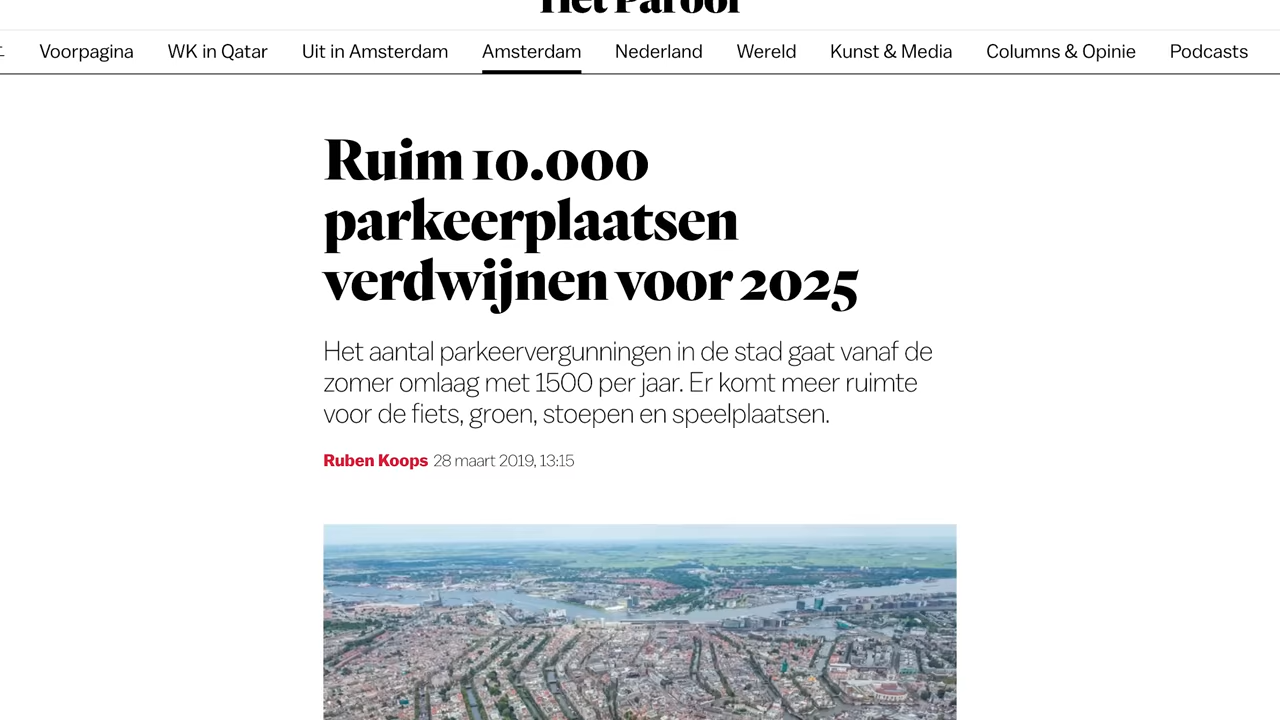 Het Parool
Voorpagina WK in Qatar Uit in Amsterdam Amsterdam Nederland Wereld Kunst & Media Columns & Opinie Podcasts
Ruim 10.000
parkeerplaatsen
verdwijnen voor 2025
Het aantal parkeervergunningen in de stad gaat vanaf de
zomer omlaag met 1500 per jaar. Er komt meer ruimte
voor de fiets, groen, stoepen en speelplaatsen.
Ruben Koops 28 maart 2019, 13:15